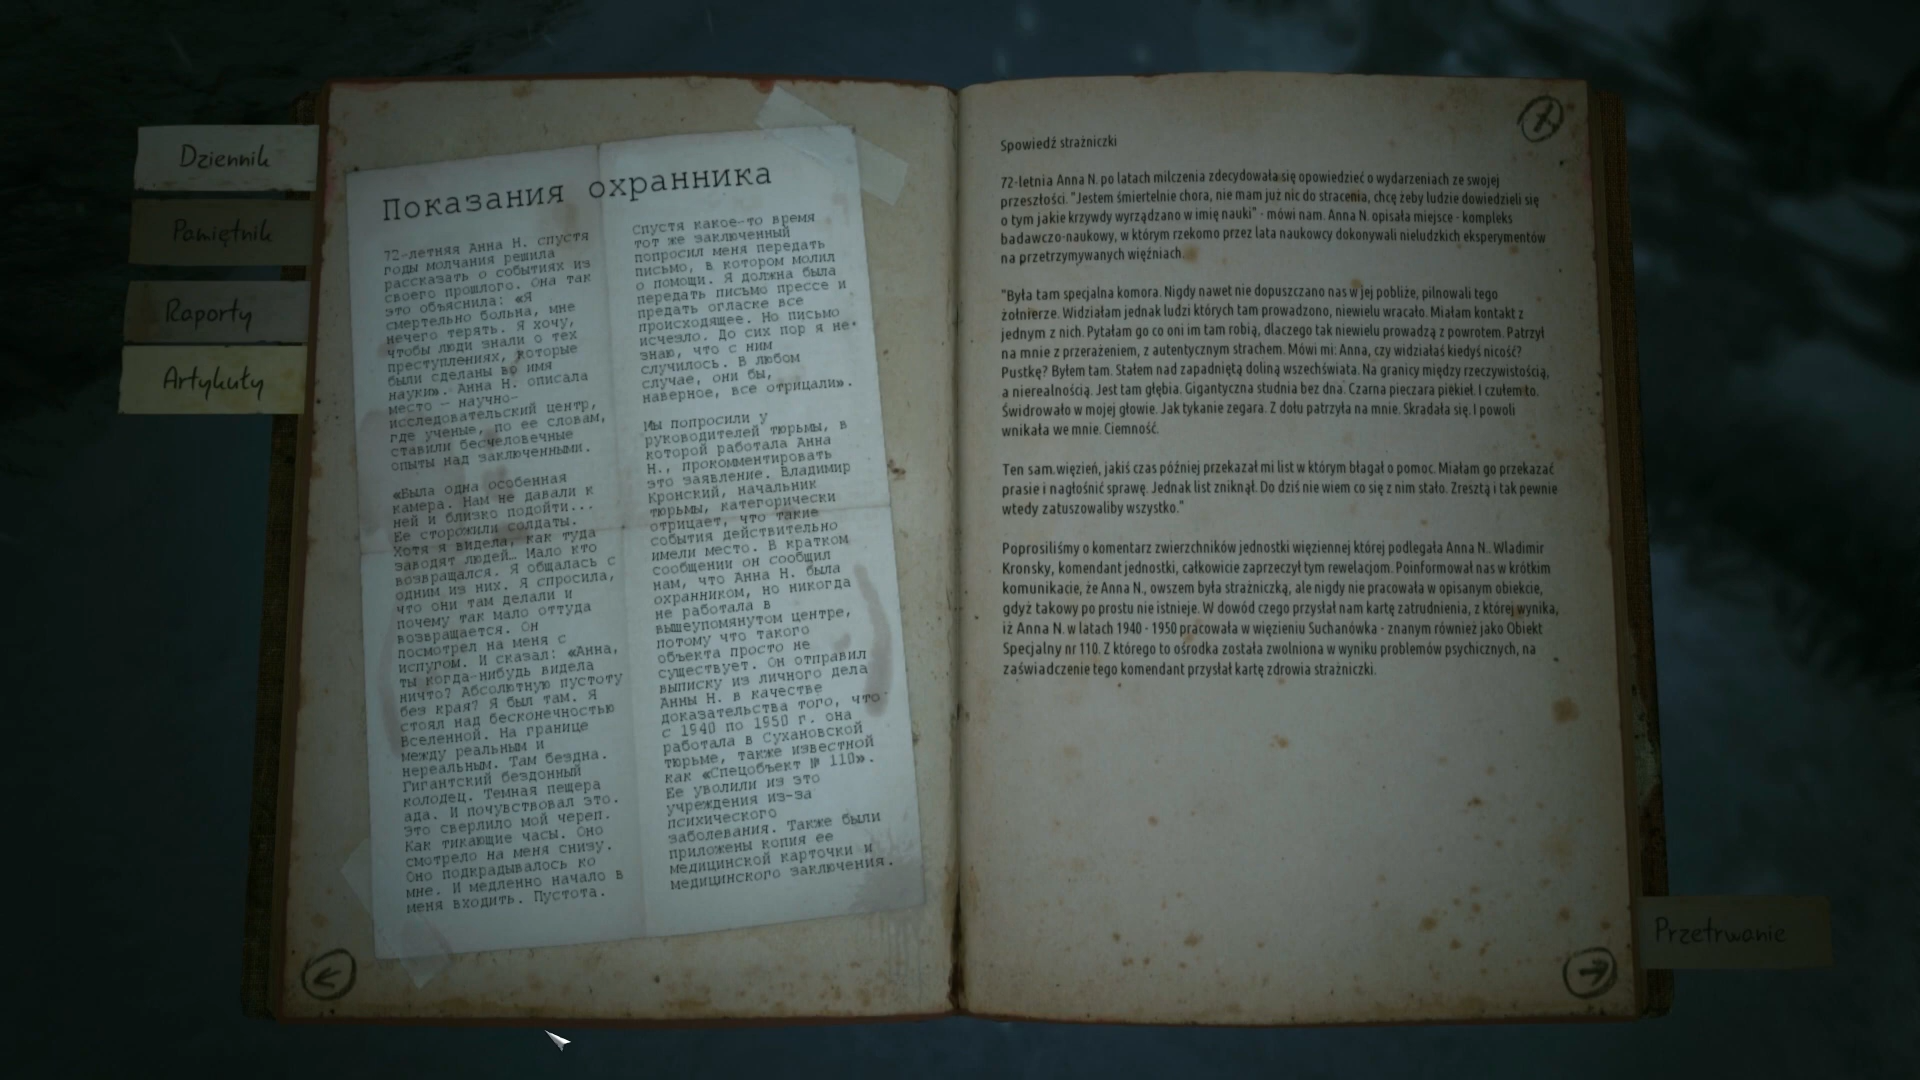 Dziennik
Pamiętnik
Raporty
Artykuły
Показания охранника
72-летняя Анна Н. спустя
годы молчания решила
рассказать о событиях из
своего прошлого. Она так
это объяснила: «Я
смертельно больна, мне
нечего терять. Я хочу,
чтобы люди знали о тех
преступлениях, которые
были сделаны во имя
науки». Анна Н. описала
место — научно-
исследовательский центр,
где ученые, по ее словам,
ставили бесчеловечные
опыты над заключенными.
«Была одна особенная
камера. Нам не давали к
ней и близко подойти...
Ее сторожили солдаты.
Хотя я видела, как туда
заводят людей… Мало кто
возвращался. Я общалась с
одним из них. Я спросила,
что они там делали и
почему так мало оттуда
возвращается. Он
посмотрел на меня с
испугом. И сказал: «Анна,
ты когда-нибудь видела
ничто? Абсолютную пустоту
без края? Я был там. Я
стоял над бесконечностью
Вселенной. На границе
между реальным и
нереальным. Там бездна.
Гигантский бездонный
колодец. Темная пещера
ада. И почувствовал это.
Это сверлило мой череп.
Как тикающие часы. Оно
смотрело на меня снизу.
Оно подкрадывалось ко
мне. И медленно начало в
меня входить. Пустота.
Спустя какое-то время
тот же заключенный
попросил меня передать
письмо, в котором молил
о помощи. Я должна была
передать письмо прессе и
предать огласке все
происходящее. Но письмо
исчезло. До сих пор я не
знаю, что с ним
случилось. В любом
случае, они бы,
наверное, все отрицали».
Мы попросили у
руководителей тюрьмы, в
которой работала Анна
Н., прокомментировать
это заявление. Владимир
Кронский, начальник
тюрьмы, категорически
отрицает, что такие
события действительно
имели место. В кратком
сообщении он сообщил
нам, что Анна Н. была
охранником, но никогда
не работала в
вышеупомянутом центре,
потому что такого
объекта просто не
существует. Он отправил
выписку из личного дела
Анны Н. в качестве
доказательства того, что
с 1940 по 1950 г. она
работала в Сухановской
тюрьме, также известной
как «Спецобъект № 110».
Ее уволили из это
учреждения из-за
психического
заболевания. Также были
приложены копия ее
медицинской карточки и
медицинского заключения.
Spowiedź strażniczki
72-letnia Anna N. po latach milczenia zdecydowała się opowiedzieć o wydarzeniach ze swojej
przeszłości. "Jestem śmiertelnie chora, nie mam już nic do stracenia, chcę żeby ludzie dowiedzieli się
o tym jakie krzywdy wyrządzano w imię nauki" - mówi nam. Anna N. opisała miejsce - kompleks
badawczo-naukowy, w którym rzekomo przez lata naukowcy dokonywali nieludzkich eksperymentów
na przetrzymywanych więźniach.
"Była tam specjalna komora. Nigdy nawet nie dopuszczano nas w jej pobliże, pilnowali tego
żołnierze. Widziałam jednak ludzi których tam prowadzono, niewielu wracało. Miałam kontakt z
jednym z nich. Pytałam go co oni im tam robią, dlaczego tak niewielu prowadzą z powrotem. Patrzył
na mnie z przerażeniem, z autentycznym strachem. Mówi mi: Anna, czy widziałaś kiedyś nicość?
Pustkę? Byłem tam. Stałem nad zapadniętą doliną wszechświata. Na granicy między rzeczywistością,
a nierealnością. Jest tam głębia. Gigantyczna studnia bez dna. Czarna pieczara piekieł. I czułem to.
Świdrowało w mojej głowie. Jak tykanie zegara. Z dołu patrzyła na mnie. Skradała się. I powoli
wnikała we mnie. Ciemność.
Ten sam więzień, jakiś czas później przekazał mi list w którym błagał o pomoc. Miałam go przekazać
prasie i nagłośnić sprawę. Jednak list zniknął. Do dziś nie wiem co się z nim stało. Zresztą i tak pewnie
wtedy zatuszowaliby wszystko."
Poprosiliśmy o komentarz zwierzchników jednostki więziennej której podlegała Anna N.. Wladimir
Kronsky, komendant jednostki, całkowicie zaprzeczył tym rewelacjom. Poinformował nas w krótkim
komunikacie, że Anna N., owszem była strażniczką, ale nigdy nie pracowała w opisanym obiekcie,
gdyż takowy po prostu nie istnieje. W dowód czego przysłał nam kartę zatrudnienia, z której wynika,
iż Anna N. w latach 1940 - 1950 pracowała w więzieniu Suchanówka - znanym również jako Obiekt
Specjalny nr 110. Z którego to ośrodka została zwolniona w wyniku problemów psychicznych, na
zaświadczenie tego komendant przysłał kartę zdrowia strażniczki.
Przetrwanie